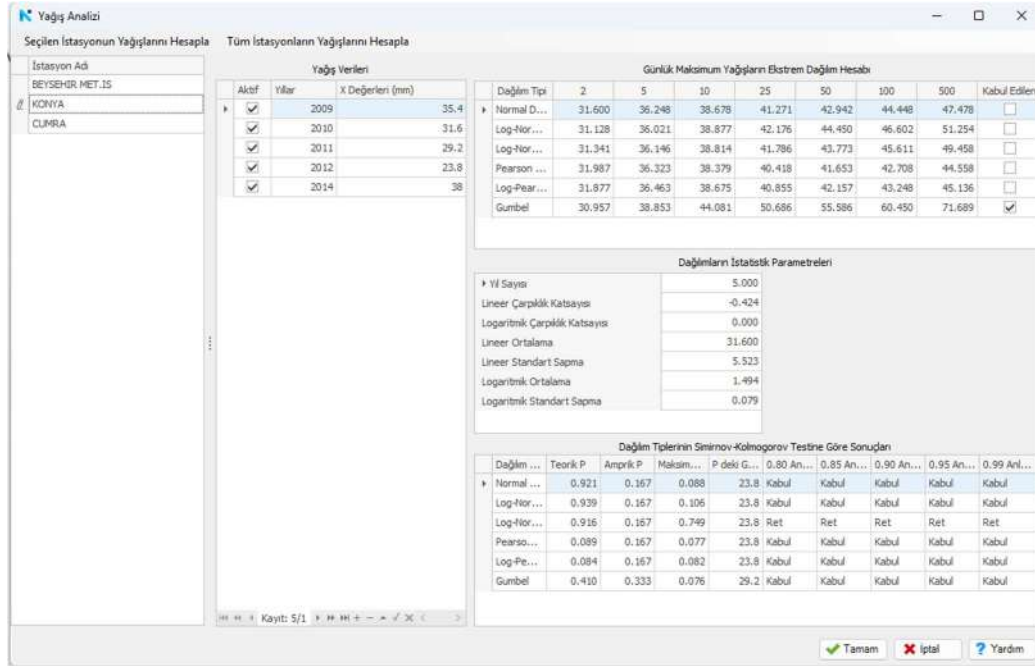 Yağış Analizi
Seçilen İstasyonun Yağışlarını Hesapla Tüm İstasyonların Yağışlarını Hesapla
İstasyon Adı
BEYSEHIR MET.IS
KONYA
CUMRA
Yağış Verileri
Aktif Yıllar X Değerleri (mm)
2009 35.4
2010 31.6
2011 29.2
2012 23.8
2014 38
Kayıt: 5/1
Günlük Maksimum Yağışların Ekstrem Dağılım Hesabı
Dağılım Tipi 2 5 10 25 50 100 500 Kabul Edilen
Normal D... 31.600 36.248 38.678 41.271 42.942 44.448 47.478
Log-Nor... 31.128 36.021 38.877 42.176 44.450 46.602 51.254
Log-Nor... 31.341 36.146 38.814 41.786 43.773 45.611 49.458
Pearson ... 31.987 36.323 38.379 40.418 41.653 42.708 44.558
Log-Pear... 31.877 36.463 38.675 40.855 42.157 43.248 45.136
Gumbel 30.957 38.853 44.081 50.686 55.586 60.450 71.689
Dağılımların İstatistik Parametreleri
Yıl Sayısı 5.000
Lineer Çarpıklık Katsayısı -0.424
Logaritmik Çarpıklık Katsayısı 0.000
Lineer Ortalama 31.600
Lineer Standart Sapma 5.523
Logaritmik Ortalama 1.494
Logaritmik Standart Sapma 0.079
Dağılım Tiplerinin Simirnov-Kolmogorov Testine Göre Sonuçları
Dağılım ... Teorik P Amprik P Maksim... P deki G... 0.80 An... 0.85 An... 0.90 An... 0.95 An... 0.99 Anl...
Normal ... 0.921 0.167 0.088 23.8 Kabul Kabul Kabul Kabul Kabul
Log-Nor... 0.939 0.167 0.106 23.8 Kabul Kabul Kabul Kabul Kabul
Log-Nor... 0.916 0.167 0.749 23.8 Ret Ret Ret Ret Ret
Pearso... 0.089 0.167 0.077 23.8 Kabul Kabul Kabul Kabul Kabul
Log-Pe... 0.084 0.167 0.082 23.8 Kabul Kabul Kabul Kabul Kabul
Gumbel 0.410 0.333 0.076 29.2 Kabul Kabul Kabul Kabul Kabul
Tamam İptal Yardım